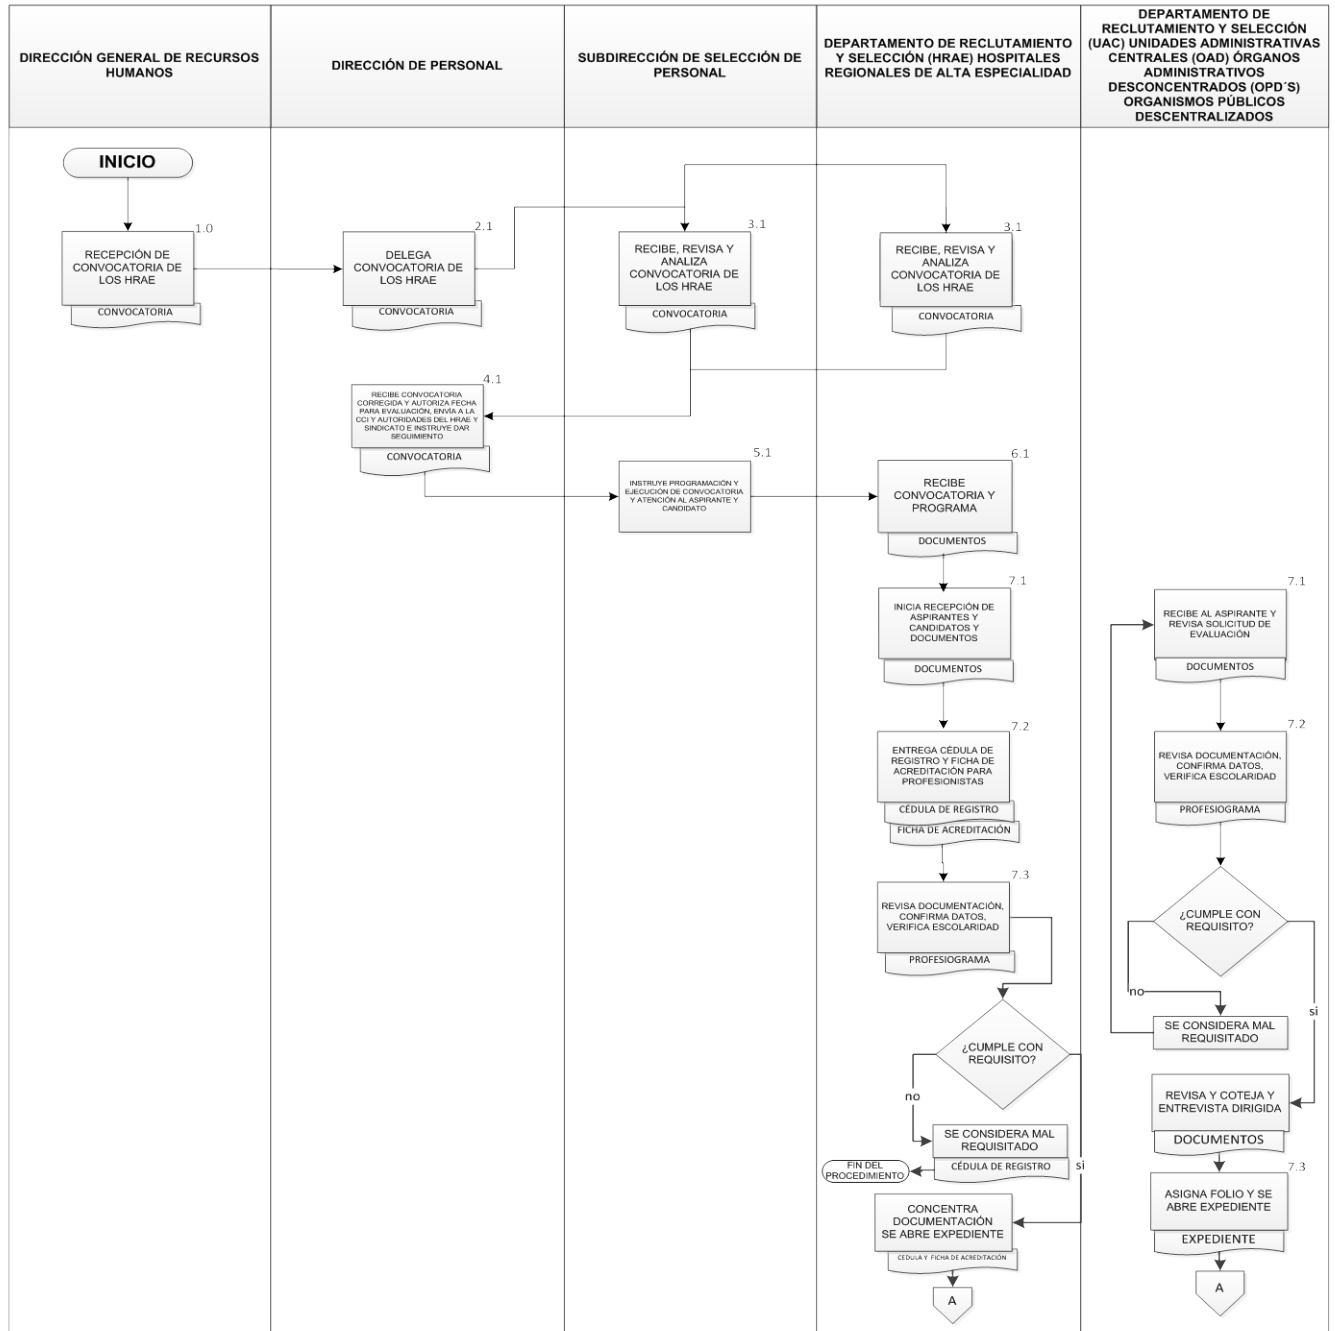 DIRECCIÓN GENERAL DE RECURSOS
HUMANOS
DIRECCIÓN DE PERSONAL
SUBDIRECCIÓN DE SELECCIÓN DE
PERSONAL
DEPARTAMENTO DE RECLUTAMIENTO
Y SELECCIÓN (HRAE) HOSPITALES
REGIONALES DE ALTA ESPECIALIDAD
DEPARTAMENTO DE
RECLUTAMIENTO Y SELECCIÓN
(UAC) UNIDADES ADMINISTRATIVAS
CENTRALES (OAD) ÓRGANOS
ADMINISTRATIVOS
DESCONCENTRADOS (OPD´S)
ORGANISMOS PÚBLICOS
DESCENTRALIZADOS
INICIO
1.0
RECEPCIÓN DE
CONVOCATORIA DE
LOS HRAE
CONVOCATORIA
2.1
DELEGA
CONVOCATORIA DE
LOS HRAE
CONVOCATORIA
3.1
RECIBE, REVISA Y
ANALIZA
CONVOCATORIA DE
LOS HRAE
CONVOCATORIA
3.1
RECIBE, REVISA Y
ANALIZA
CONVOCATORIA DE
LOS HRAE
CONVOCATORIA
4.1
RECIBE CONVOCATORIA
CORREGIDA Y AUTORIZA FECHA
PARA EVALUACIÓN, ENVÍA A LA
CCI Y AUTORIDADES DEL HRAE Y
SINDICATO E INSTRUYE DAR
SEGUIMIENTO
CONVOCATORIA
5.1
INSTRUYE PROGRAMACIÓN Y
EJECUCIÓN DE CONVOCATORIA
Y ATENCIÓN AL ASPIRANTE Y
CANDIDATO
6.1
RECIBE
CONVOCATORIA Y
PROGRAMA
DOCUMENTOS
7.1
INICIA RECEPCIÓN DE
ASPIRANTES Y
CANDIDATOS Y
DOCUMENTOS
DOCUMENTOS
7.2
ENTREGA CÉDULA DE
REGISTRO Y FICHA DE
ACREDITACIÓN PARA
PROFESIONISTAS
CÉDULA DE REGISTRO
FICHA DE ACREDITACIÓN
7.3
REVISA DOCUMENTACIÓN,
CONFIRMA DATOS,
VERIFICA ESCOLARIDAD
PROFESIOGRAMA
¿CUMPLE CON
REQUISITO?
no
si
SE CONSIDERA MAL
REQUISITADO
CÉDULA DE REGISTRO
FIN DEL
PROCEDIMIENTO
CONCENTRA
DOCUMENTACIÓN
SE ABRE EXPEDIENTE
CEDULA Y FICHA DE ACREDITACIÓN
A
7.1
RECIBE AL ASPIRANTE Y
REVISA SOLICITUD DE
EVALUACIÓN
DOCUMENTOS
7.2
REVISA DOCUMENTACIÓN,
CONFIRMA DATOS,
VERIFICA ESCOLARIDAD
PROFESIOGRAMA
¿CUMPLE CON
REQUISITO?
no
si
SE CONSIDERA MAL
REQUISITADO
REVISA Y COTEJA Y
ENTREVISTA DIRIGIDA
DOCUMENTOS
7.3
ASIGNA FOLIO Y SE
ABRE EXPEDIENTE
EXPEDIENTE
A